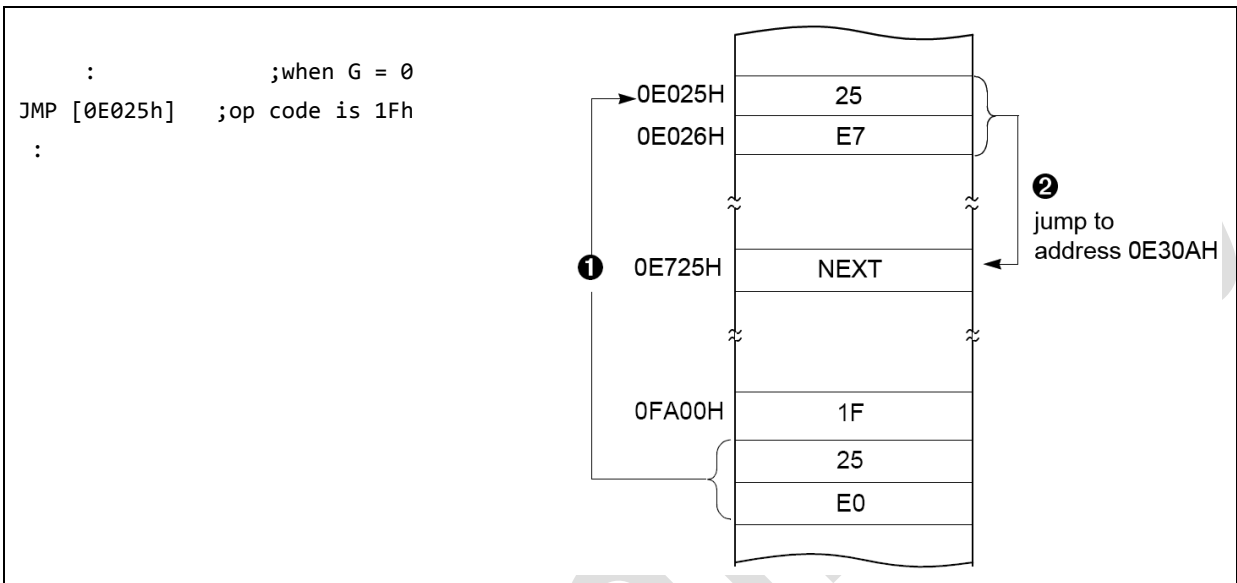 :                ;when G = 0
JMP [0E025h]   ;op code is 1Fh
:
0E025H 25
0E026H E7
❷
jump to
address 0E30AH
❶ 0E725H NEXT
0FA00H 1F
25
E0